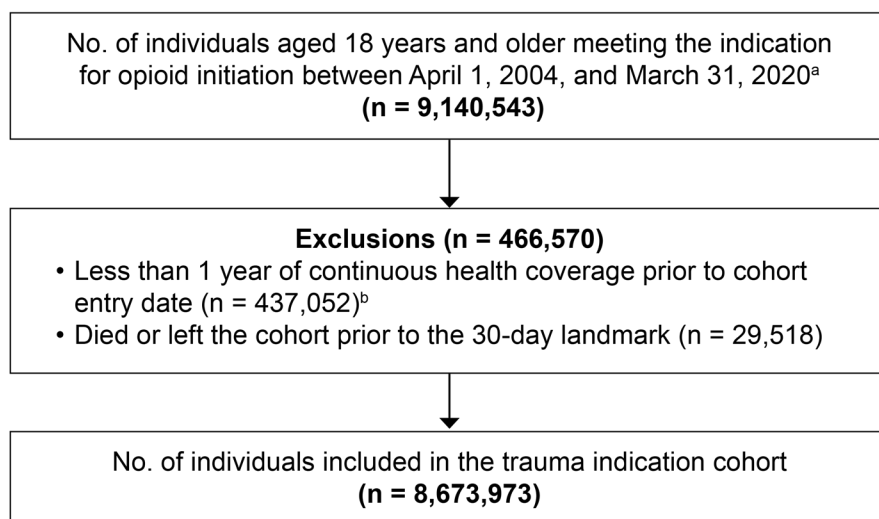 No. of individuals aged 18 years and older meeting the indication
for opioid initiation between April 1, 2004, and March 31, 2020ᵃ
(n = 9,140,543)
Exclusions (n = 466,570)
• Less than 1 year of continuous health coverage prior to cohort
entry date (n = 437,052)ᵇ
• Died or left the cohort prior to the 30-day landmark (n = 29,518)
No. of individuals included in the trauma indication cohort
(n = 8,673,973)